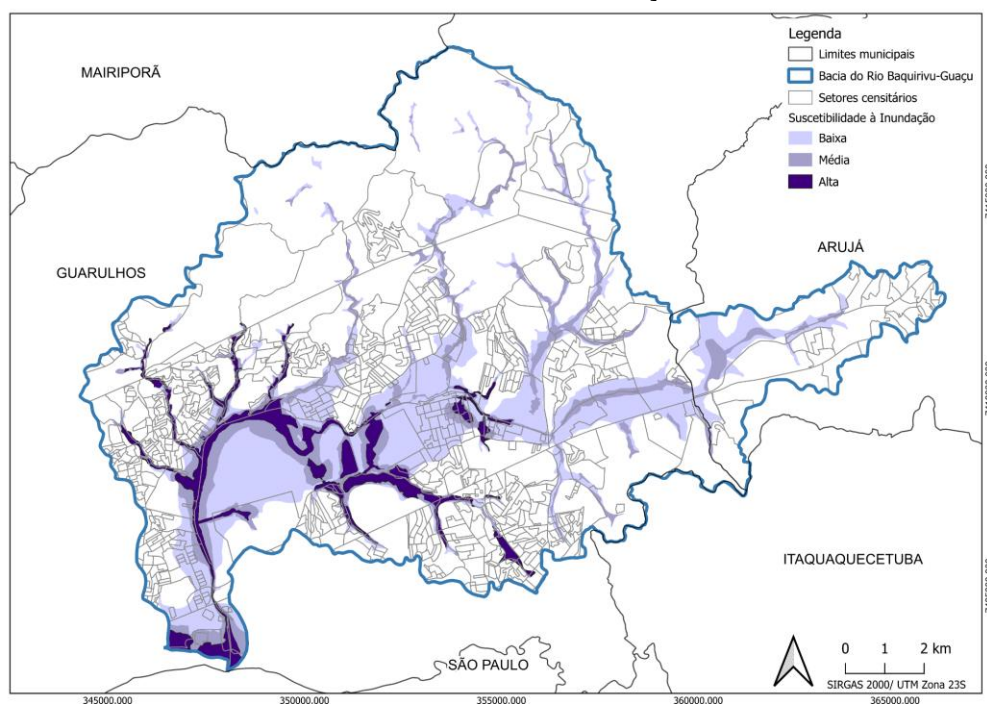 Legenda
Limites municipais
Bacia do Rio Baquirivu-Guaçu
Setores censitários
Suscetibilidade à Inundação
Baixa
Média
Alta
MAIRIPORÃ
GUARULHOS
ARUJÁ
ITAQUAQUECETUBA
SÃO PAULO
0 1 2 km
SIRGAS 2000/ UTM Zona 23S
345000.000 350000.000 355000.000 360000.000 365000.000